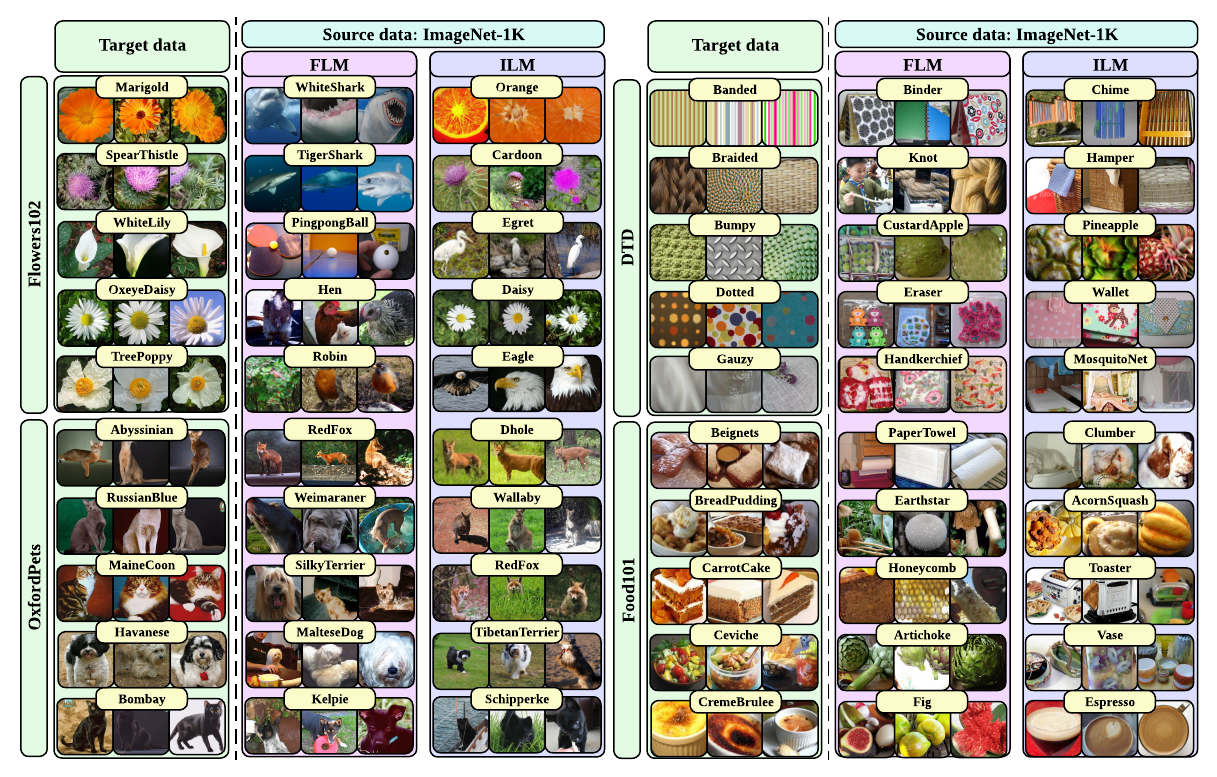 Target data
Source data: ImageNet-1K
FLM
ILM
Flowers102
Marigold
WhiteShark
Orange
SpearThistle
TigerShark
Cardoon
WhiteLily
PingpongBall
Egret
OxeyeDaisy
Hen
Daisy
TreePoppy
Robin
Eagle
OxfordPets
Abyssinian
RedFox
Dhole
RussianBlue
Weimaraner
Wallaby
MaineCoon
SilkyTerrier
RedFox
Havanese
MalteseDog
TibetanTerrier
Bombay
Kelpie
Schipperke
Target data
Source data: ImageNet-1K
FLM
ILM
DTD
Banded
Binder
Chime
Braided
Knot
Hamper
Bumpy
CustardApple
Pineapple
Dotted
Eraser
Wallet
Gauzy
Handkerchief
MosquitoNet
Food101
Beignets
PaperTowel
Clumber
BreadPudding
Earthstar
AcornSquash
CarrotCake
Honeycomb
Toaster
Ceviche
Artichoke
Vase
CremeBrulee
Fig
Espresso